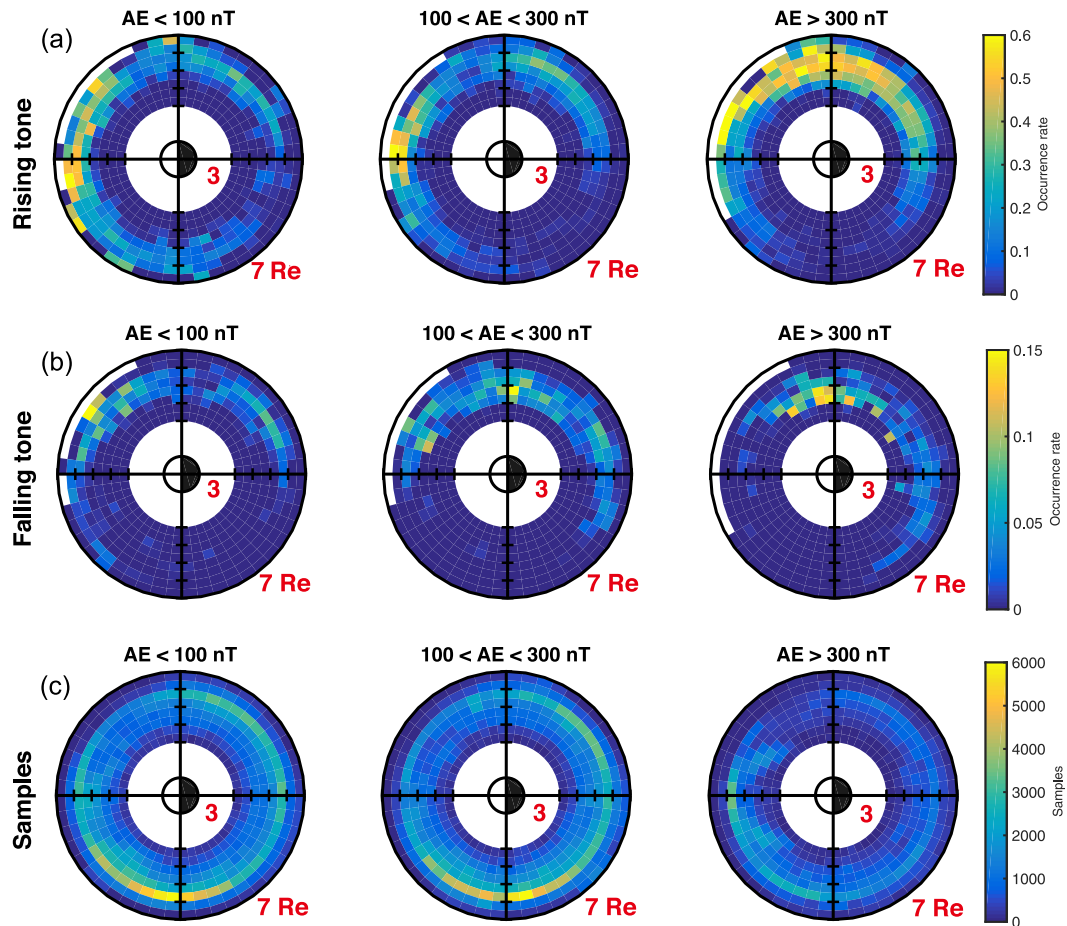 AE < 100 nT
100 < AE < 300 nT
AE > 300 nT
(a)
Rising tone
3
7 Re
3
7 Re
3
7 Re
0.6
0.5
0.4
0.3
0.2
0.1
0
Occurrence rate
AE < 100 nT
100 < AE < 300 nT
AE > 300 nT
(b)
Falling tone
3
7 Re
3
7 Re
3
7 Re
0.15
0.1
0.05
0
Occurrence rate
AE < 100 nT
100 < AE < 300 nT
AE > 300 nT
(c)
Samples
3
7 Re
3
7 Re
3
7 Re
6000
5000
4000
3000
2000
1000
0
Samples